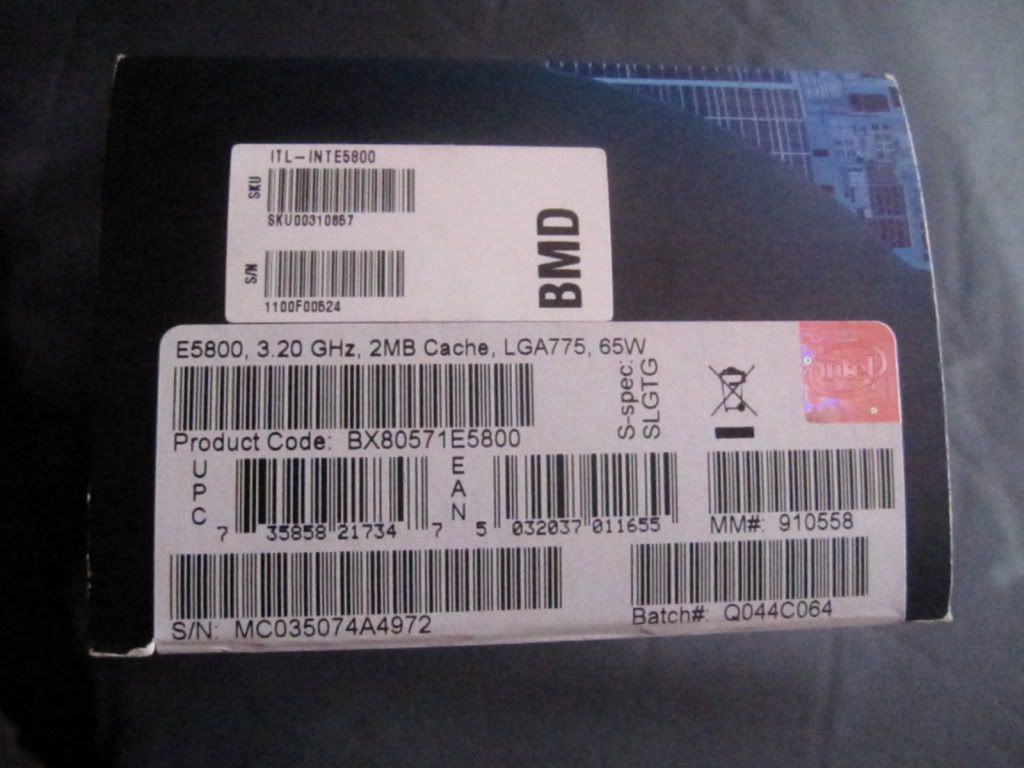 ITL-INTE5800
SKU
SKU00310857
S/N
1100F00524
BMD
E5800, 3.20 GHz, 2MB Cache, LGA775, 65W
S-spec:
SLGTG
intel
Product Code: BX80571E5800
UPC
7 35858 21734 7
EAN
5 032037 011655
MM#: 910558
S/N: MC035074A4972
Batch#: Q044C064